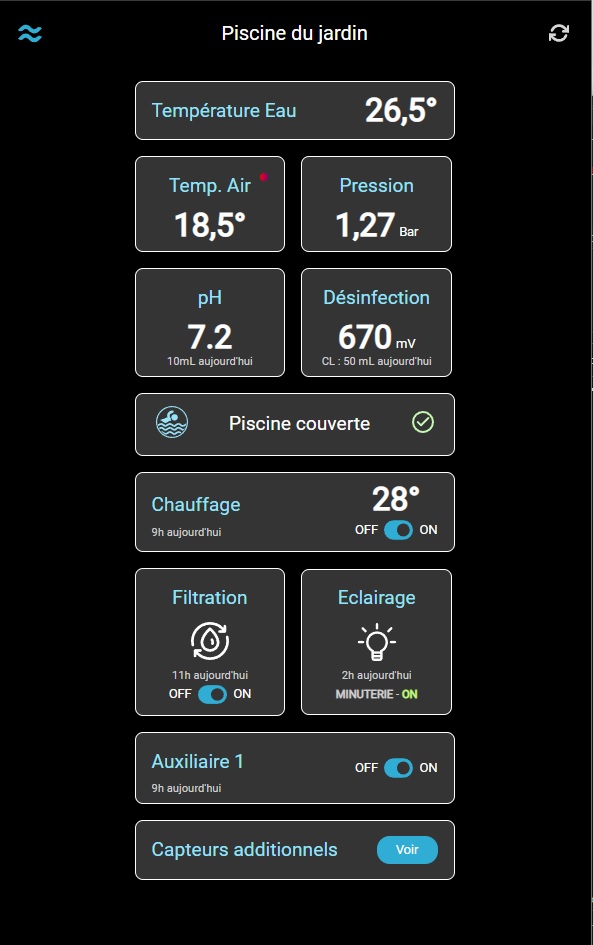 Piscine du jardin
Température Eau 26,5°
Temp. Air
18,5°
Pression
1,27 Bar
pH
7.2
10mL aujourd'hui
Désinfection
670 mV
CL : 50 mL aujourd'hui
Piscine couverte
Chauffage
28°
9h aujourd'hui
OFF ON
Filtration
11h aujourd'hui
OFF ON
Eclairage
2h aujourd'hui
MINUTERIE - ON
Auxiliaire 1
OFF ON
9h aujourd'hui
Capteurs additionnels Voir